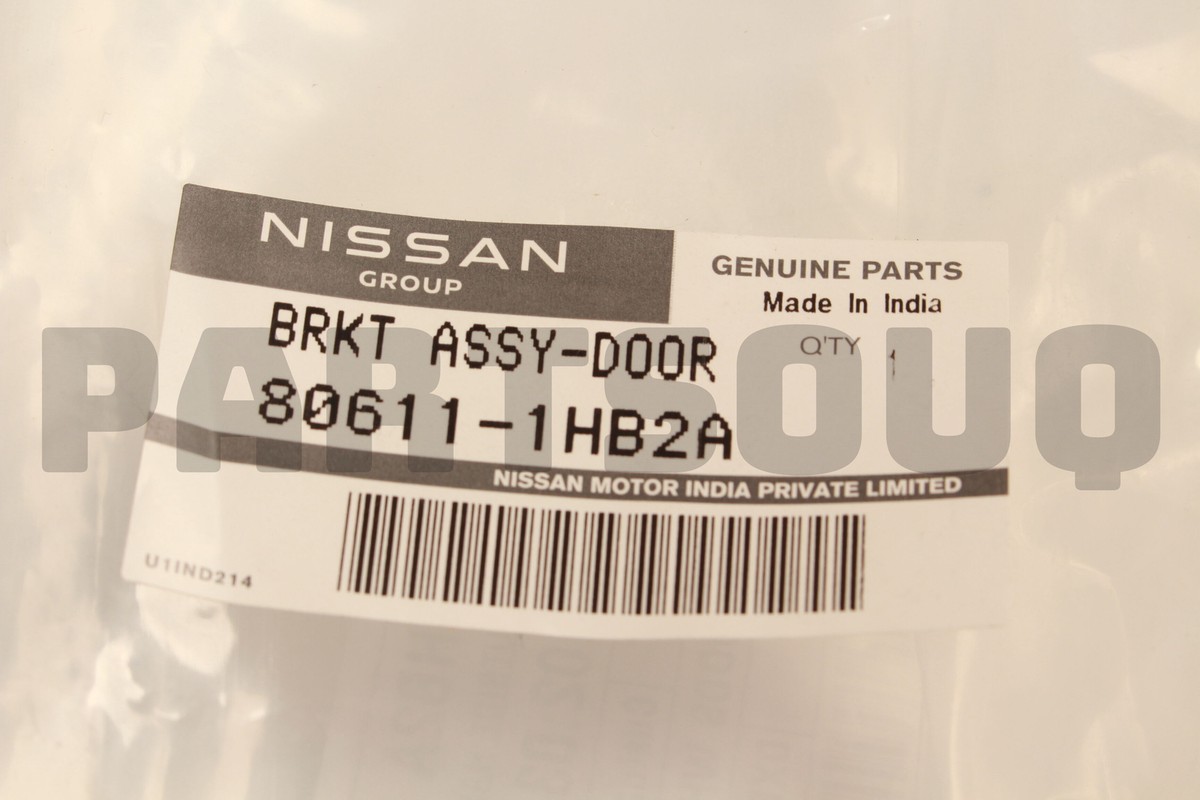 NISSAN
GROUP
GENUINE PARTS
Made In India
BRKT ASSY-DOOR
Q'TY 1
80611-1HB2A
NISSAN MOTOR INDIA PRIVATE LIMITED
U1IND214
PARTSOUQ